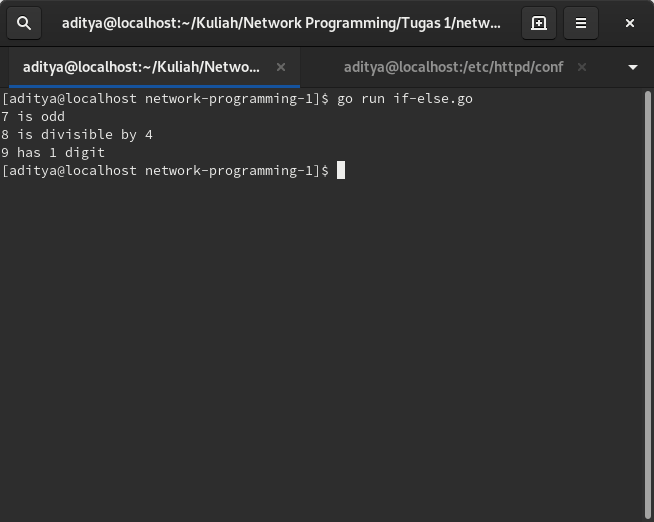 aditya@localhost:~/Kuliah/Network Programming/Tugas 1/netw...
aditya@localhost:~/Kuliah/Netwo...
aditya@localhost:/etc/httpd/conf
[aditya@localhost network-programming-1]$ go run if-else.go
7 is odd
8 is divisible by 4
9 has 1 digit
[aditya@localhost network-programming-1]$